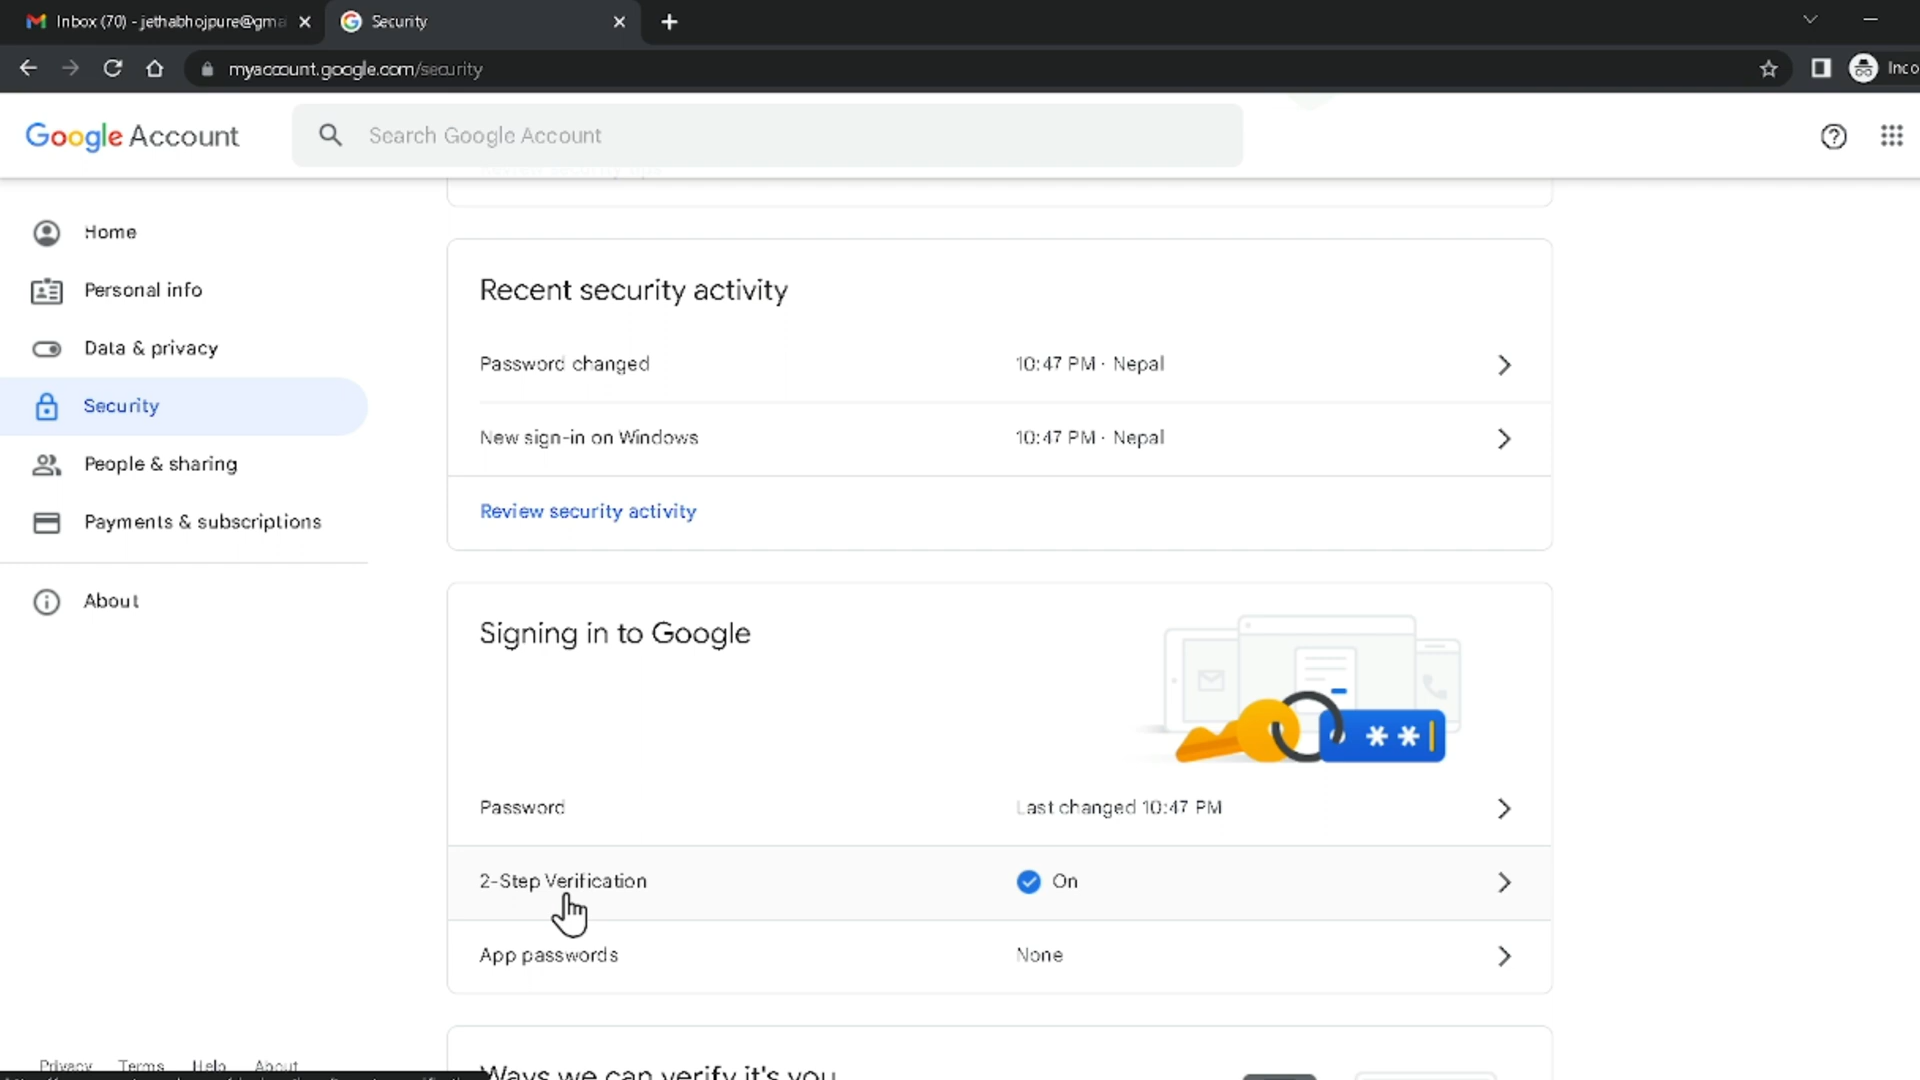 Inbox (70) - jethabhojpure@gma
Security
myaccount.google.com/security
Inco
Google Account
Search Google Account
Home
Personal info
Data & privacy
Security
People & sharing
Payments & subscriptions
About
Recent security activity
Password changed 10:47 PM · Nepal
New sign-in on Windows 10:47 PM · Nepal
Review security activity
Signing in to Google
**
Password Last changed 10:47 PM
2-Step Verification On
App passwords None
Ways we can verify it's you
Privacy Terms Help About